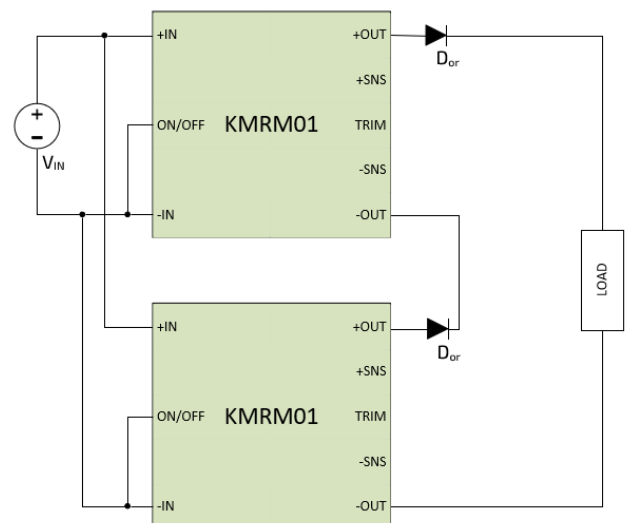 +IN
+OUT
Dor
+SNS
ON/OFF
KMRM01
TRIM
+
-
VIN
-SNS
-IN
-OUT
LOAD
+IN
+OUT
Dor
+SNS
ON/OFF
KMRM01
TRIM
-SNS
-IN
-OUT